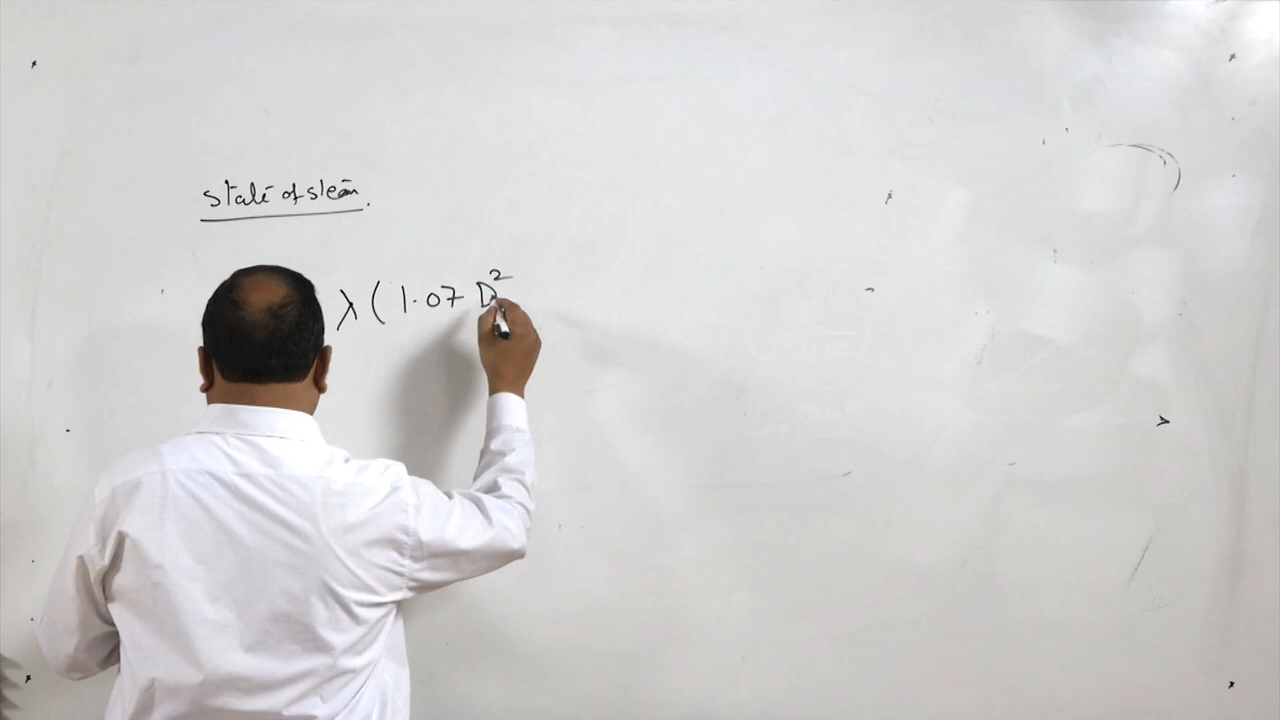 state of steam.
λ ( 1.07 D²